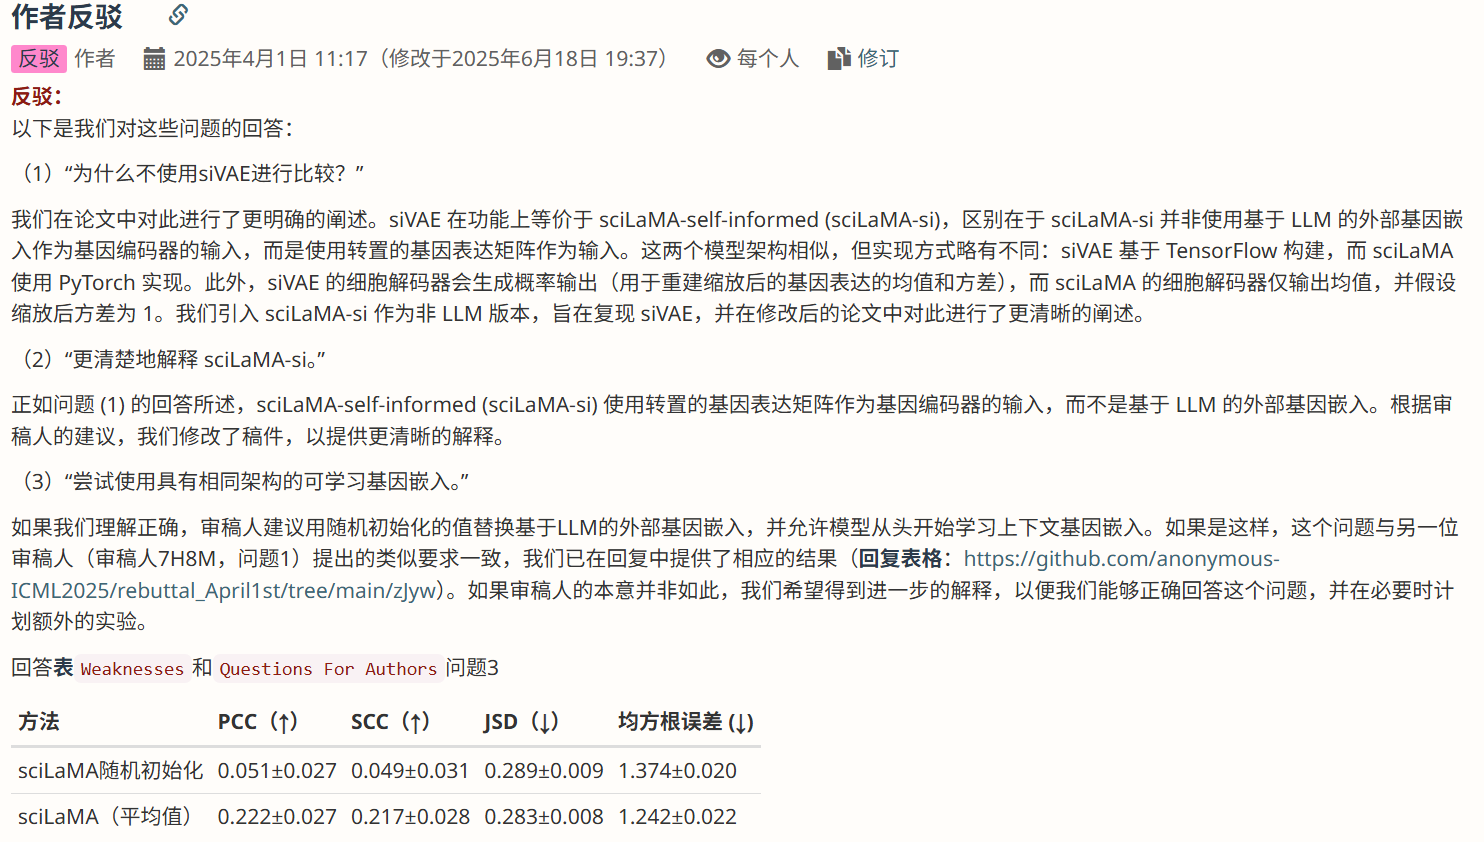 作者反驳
反驳 作者 2025年4月1日 11:17（修改于2025年6月18日 19:37） 每个人 修订
反驳：
以下是我们对这些问题的回答：
（1）“为什么不使用siVAE进行比较？”
我们在论文中对此进行了更明确的阐述。siVAE 在功能上等价于 sciLaMA-self-informed (sciLaMA-si)，区别在于 sciLaMA-si 并非使用基于 LLM 的外部基因嵌
入作为基因编码器的输入，而是使用转置的基因表达矩阵作为输入。这两个模型架构相似，但实现方式略有不同：siVAE 基于 TensorFlow 构建，而 sciLaMA
使用 PyTorch 实现。此外，siVAE 的细胞解码器会生成概率输出（用于重建缩放后的基因表达的均值和方差），而 sciLaMA 的细胞解码器仅输出均值，并假设
缩放后方差为 1。我们引入 sciLaMA-si 作为非 LLM 版本，旨在复现 siVAE，并在修改后的论文中对此进行了更清晰的阐述。
（2）“更清楚地解释 sciLaMA-si。”
正如问题 (1) 的回答所述，sciLaMA-self-informed (sciLaMA-si) 使用转置的基因表达矩阵作为基因编码器的输入，而不是基于 LLM 的外部基因嵌入。根据审
稿人的建议，我们修改了稿件，以提供更清晰的解释。
（3）“尝试使用具有相同架构的可学习基因嵌入。”
如果我们理解正确，审稿人建议用随机初始化的值替换基于LLM的外部基因嵌入，并允许模型从头开始学习上下文基因嵌入。如果是这样，这个问题与另一位
审稿人（审稿人7H8M，问题1）提出的类似要求一致，我们已在回复中提供了相应的结果（回复表格：https://github.com/anonymous-
ICML2025/rebuttal_April1st/tree/main/zJyw）。如果审稿人的本意并非如此，我们希望得到进一步的解释，以便我们能够正确回答这个问题，并在必要时计
划额外的实验。
回答表 Weaknesses 和 Questions For Authors 问题3
方法 PCC（↑） SCC（↑） JSD（↓） 均方根误差 (↓)
sciLaMA随机初始化 0.051±0.027 0.049±0.031 0.289±0.009 1.374±0.020
sciLaMA（平均值） 0.222±0.027 0.217±0.028 0.283±0.008 1.242±0.022